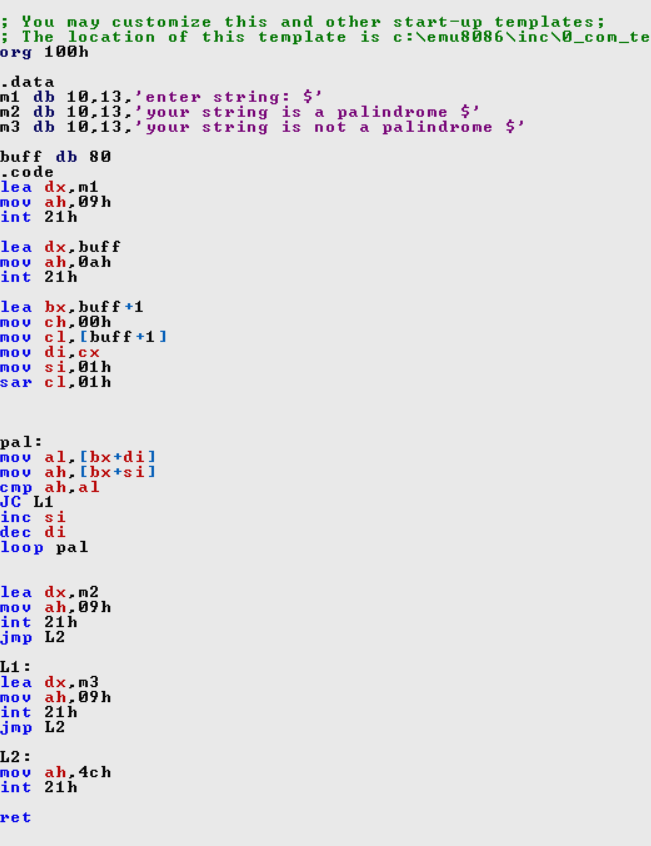 ; You may customize this and other start-up templates;
; The location of this template is c:\emu8086\inc\0_com_te
org 100h
.data
m1 db 10,13,'enter string: $'
m2 db 10,13,'your string is a palindrome $'
m3 db 10,13,'your string is not a palindrome $'
buff db 80
.code
lea dx,m1
mov ah,09h
int 21h
lea dx,buff
mov ah,0ah
int 21h
lea bx,buff+1
mov ch,00h
mov cl,[buff+1]
mov di,cx
mov si,01h
sar cl,01h
pal:
mov al,[bx+di]
mov ah,[bx+si]
cmp ah,al
JC L1
inc si
dec di
loop pal
lea dx,m2
mov ah,09h
int 21h
jmp L2
L1:
lea dx,m3
mov ah,09h
int 21h
jmp L2
L2:
mov ah,4ch
int 21h
ret